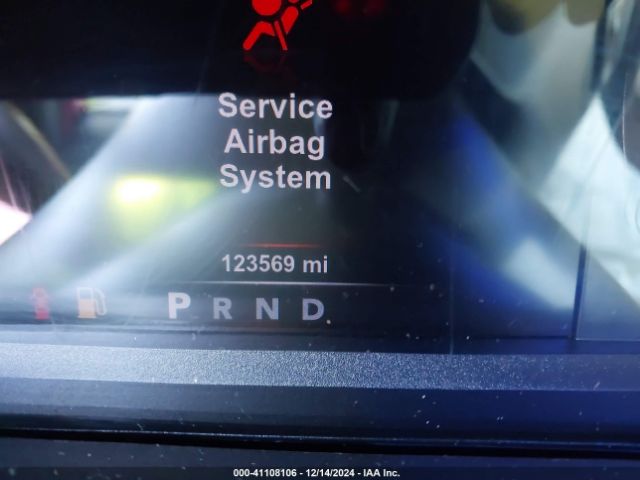 Service
Airbag
System
123569 mi
P R N D
000-41108106 - 12/14/2024 - IAA Inc.